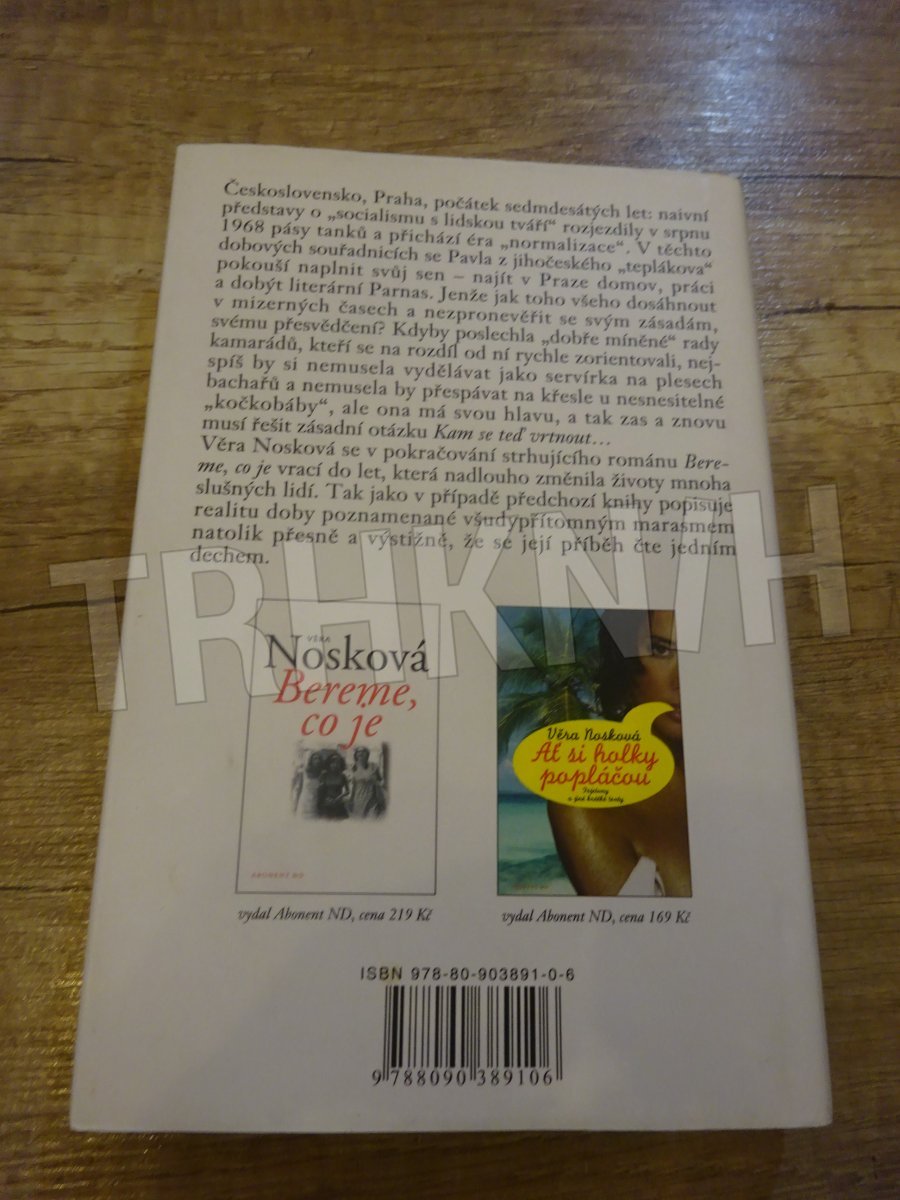 Československo, Praha, počátek sedmdesátých let: naivní
představy o „socialismu s lidskou tváří“ rozjezdily v srpnu
1968 pásy tanků a přichází éra „normalizace“. V těchto
dobových souřadnicích se Pavla z jihočeského „teplákova“
pokouší naplnit svůj sen – najít v Praze domov, práci
a dobýt literární Parnas. Jenže jak toho všeho dosáhnout
v mizerných časech a nezpronevěřit se svým zásadám,
svému přesvědčení? Kdyby poslechla „dobře míněné“ rady
kamarádů, kteří se na rozdíl od ní rychle zorientovali, nej-
spíš by si nemusela vydělávat jako servírka na plesech
bachařů a nemusela by přespávat na křesle u nesnesitelné
„kočkobáby“, ale ona má svou hlavu, a tak zas a znovu
musí řešit zásadní otázku Kam se teď vrtnout…
Věra Nosková se v pokračování strhujícího románu Bere-
me, co je vrací do let, která nadlouho změnila životy mnoha
slušných lidí. Tak jako v případě předchozí knihy popisuje
realitu doby poznamenané všudypřítomným marasmem
natolik přesně a výstižně, že se její příběh čte jedním
dechem.
TRHKNIH
VĚRA
Nosková
Bereme,
co je
ABONENT ND
vydal Abonent ND, cena 219 Kč
Věra Nosková
Ať si holky
popláčou
Fejetony
a jiné krátké texty
vydal Abonent ND, cena 169 Kč
ISBN 978-80-903891-0-6
9 788090 389106